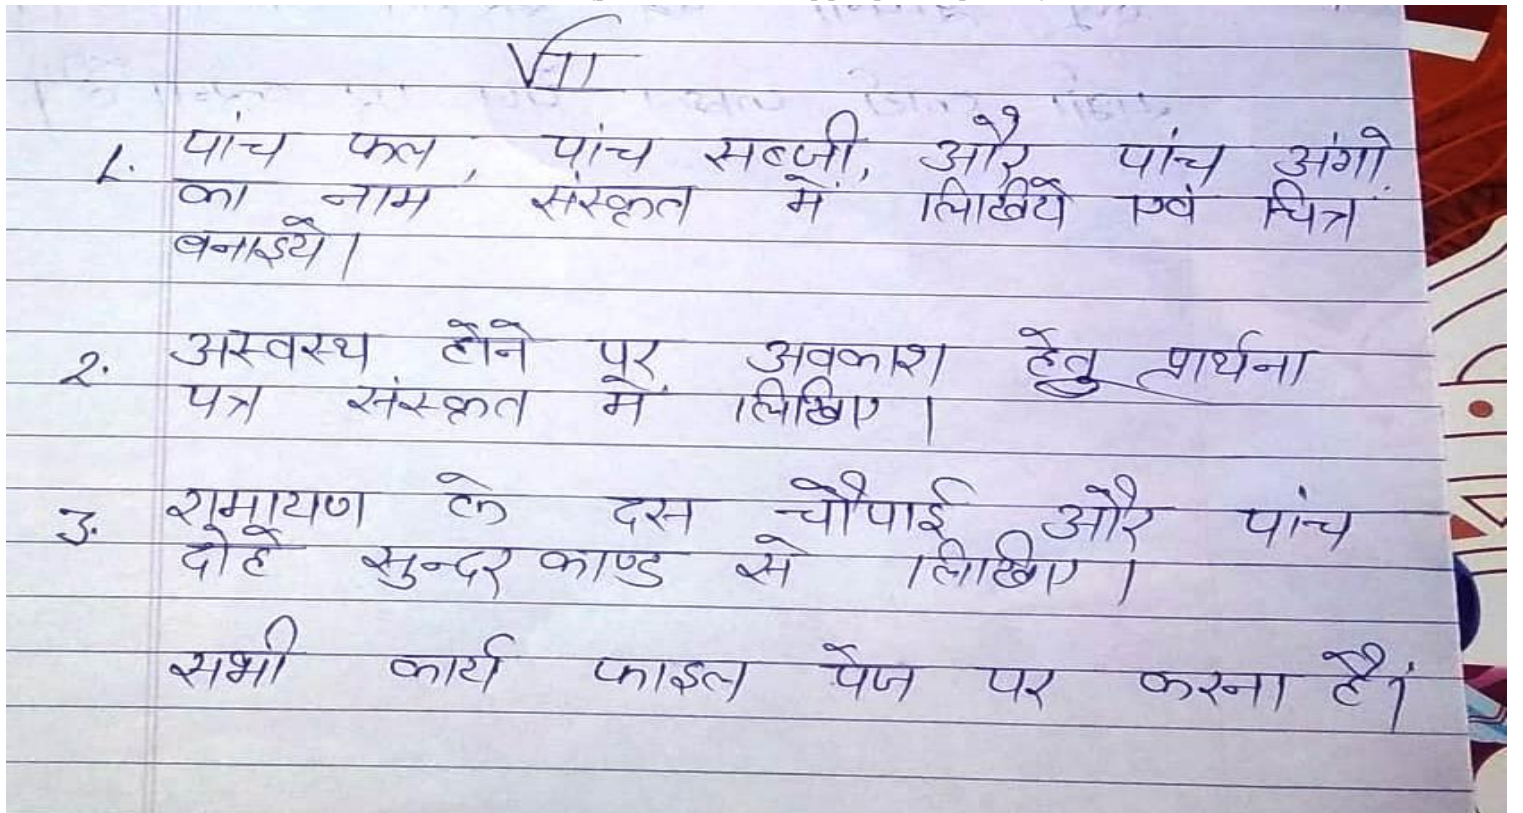 VII
1. पांच फल, पांच सब्जी, और पांच अंगो
का नाम संस्कृत में लिखिये एवं चित्र
बनाइये।
2. अस्वस्थ होने पर अवकाश हेतु प्रार्थना
पत्र संस्कृत में लिखिए।
3. रामायण के दस चौपाई और पांच
दोहे सुन्दर काण्ड से लिखिए।
सभी कार्य फाइल पेज पर करना है।